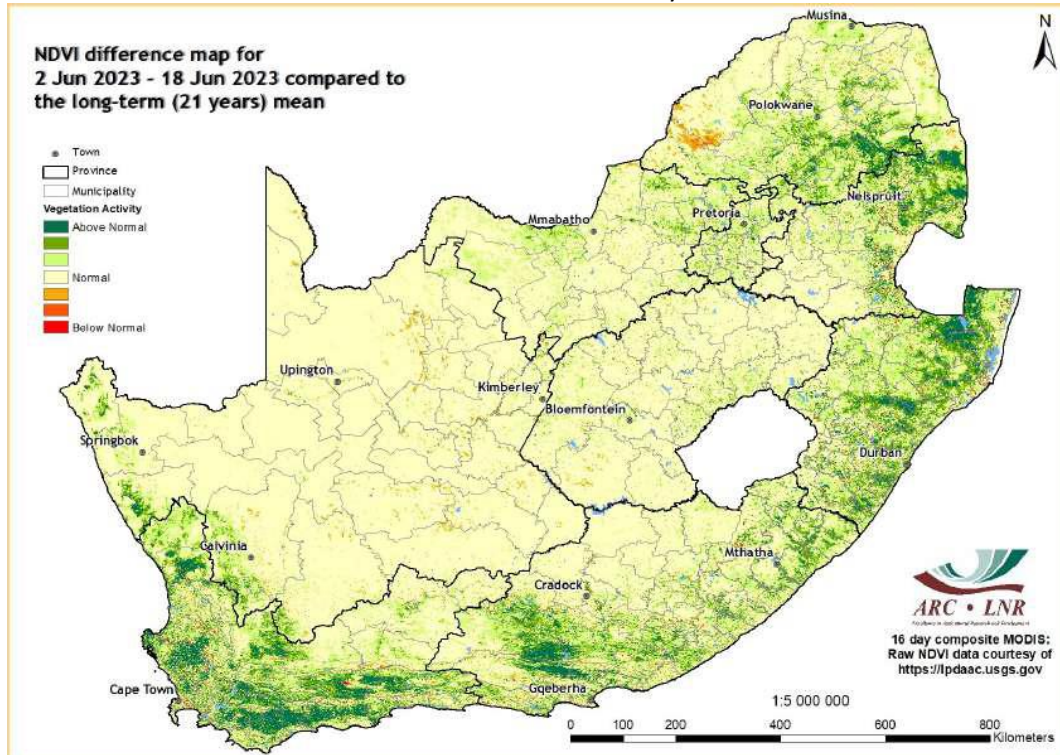 NDVI difference map for
2 Jun 2023 - 18 Jun 2023 compared to
the long-term (21 years) mean
Town
Province
Municipality
Vegetation Activity
Above Normal
Normal
Below Normal
Musina
N
Polokwane
Nelspruit
Pretoria
Mmabatho
Upington
Kimberley
Bloemfontein
Springbok
Durban
Calvinia
Mthatha
Cradock
Cape Town
Gqeberha
ARC • LNR
16 day composite MODIS:
Raw NDVI data courtesy of
https://lpdaac.usgs.gov
1:5 000 000
0 100 200 400 600 800
Kilometers